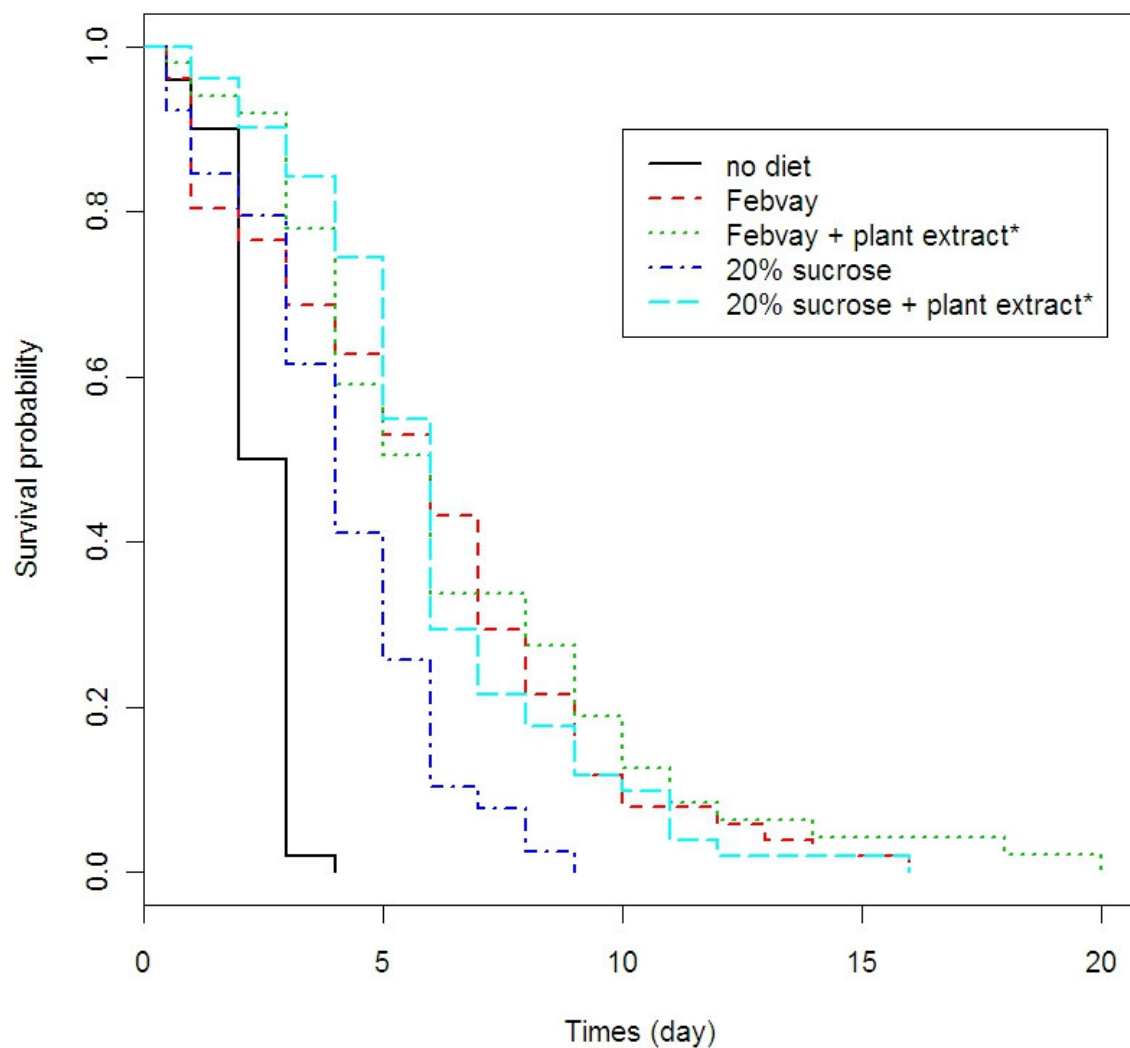 Survival probability
1.0
0.8
0.6
0.4
0.2
0.0
no diet
Febvay
Febvay + plant extract*
20% sucrose
20% sucrose + plant extract*
0 5 10 15 20
Times (day)